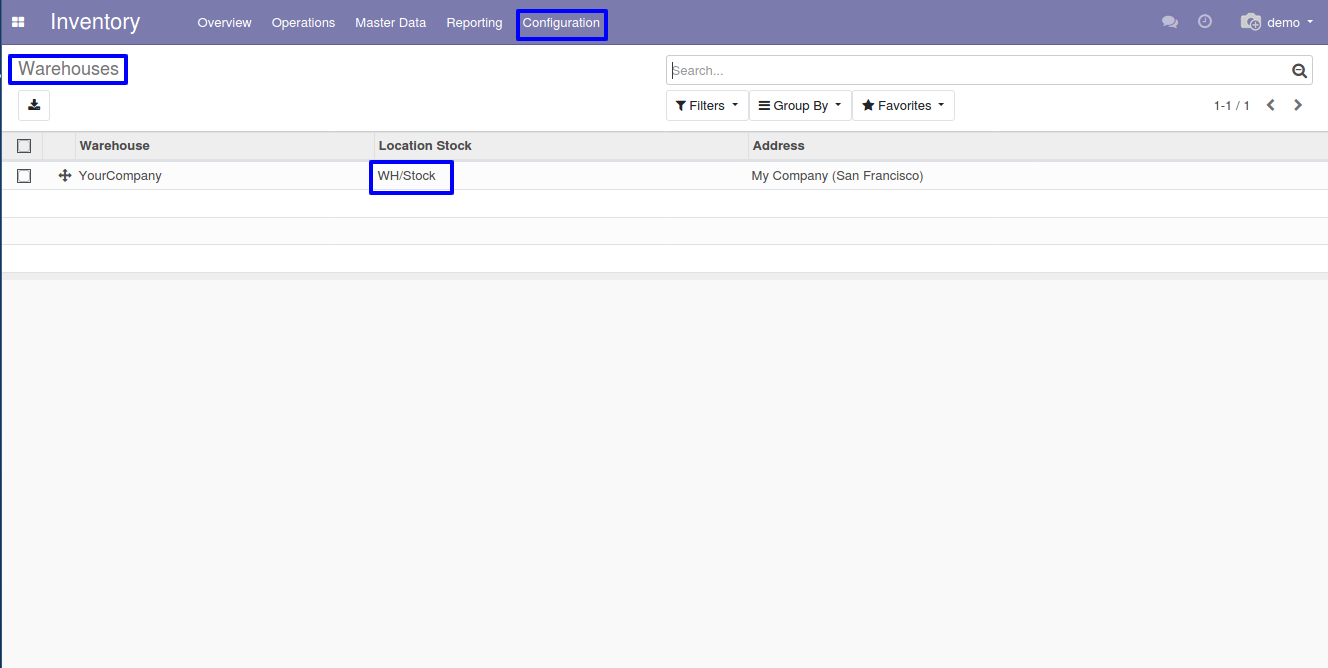 Inventory Overview Operations Master Data Reporting Configuration demo
Warehouses
Search...
Filters Group By Favorites 1-1 / 1
Warehouse Location Stock Address
YourCompany WH/Stock My Company (San Francisco)